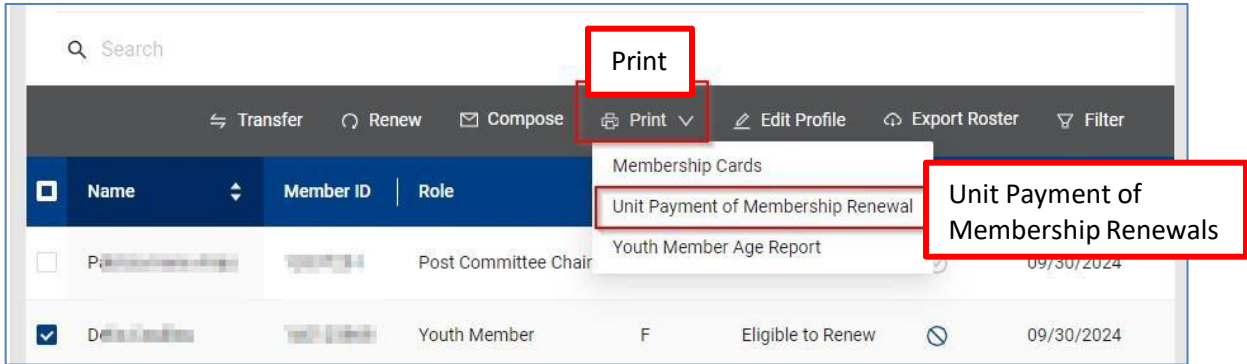 Search
Print
Transfer Renew Compose Print Edit Profile Export Roster Filter
Membership Cards
Name Member ID Role
Unit Payment of Membership Renewal
Unit Payment of
Membership Renewals
Youth Member Age Report
Post Committee Chair 09/30/2024
Youth Member F Eligible to Renew 09/30/2024